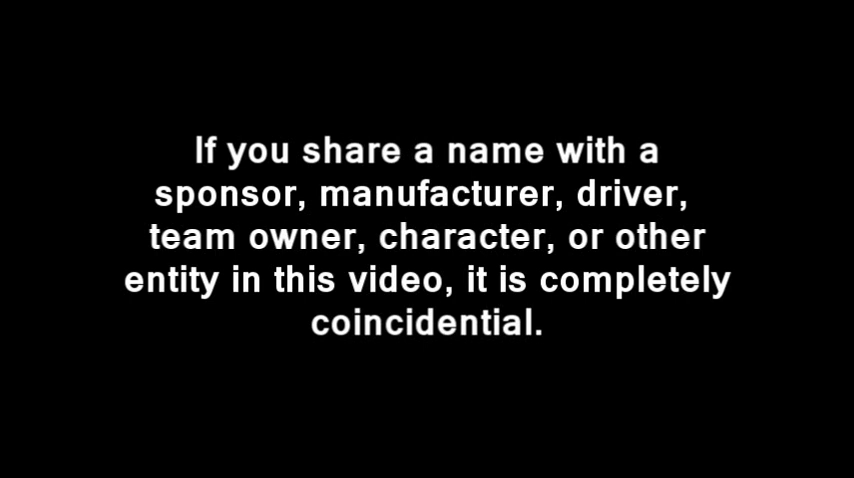 If you share a name with a
sponsor, manufacturer, driver,
team owner, character, or other
entity in this video, it is completely
coincidential.